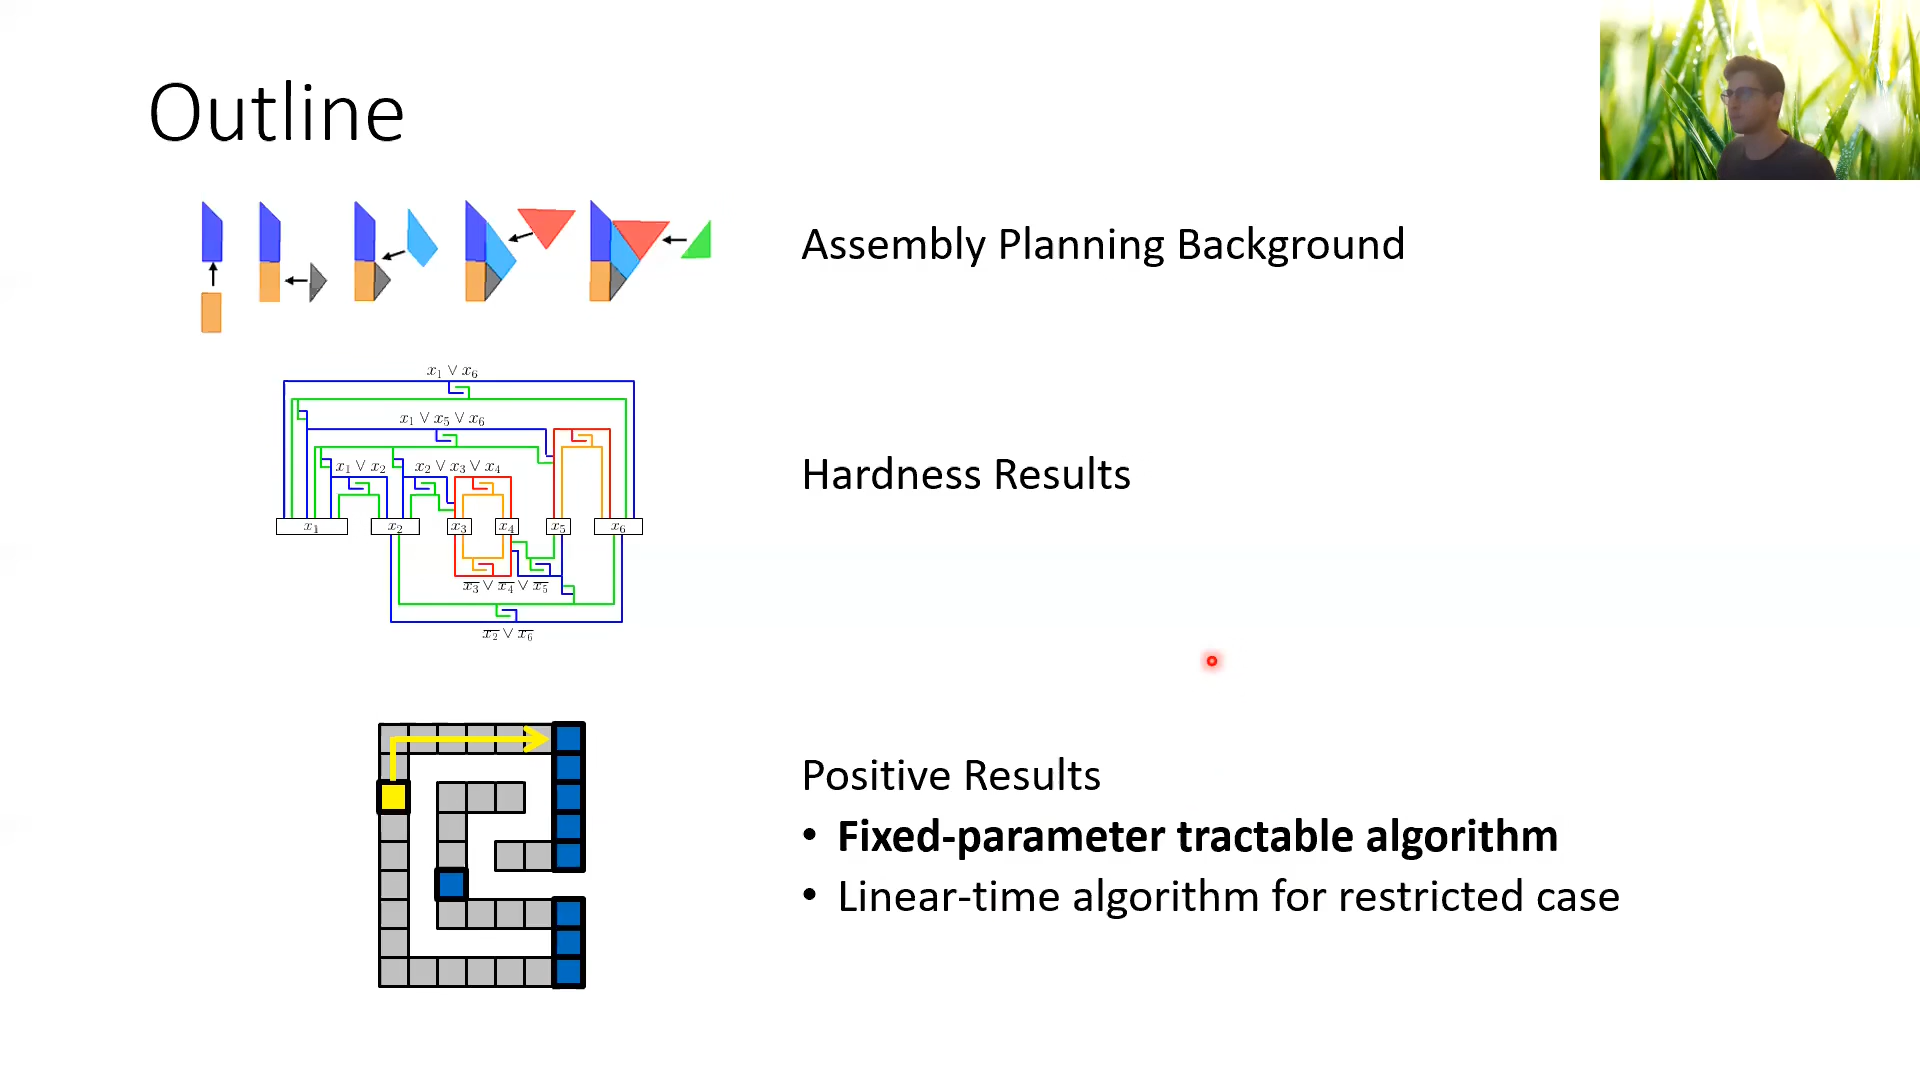 Outline
Assembly Planning Background
x₁ ∨ x₆
x₁ ∨ x₅ ∨ x₆
x₁ ∨ x₂
x₂ ∨ x₃ ∨ x₄
x₁ x₂ x₃ x₄ x₅ x₆
x̅₃ ∨ x̅₄ ∨ x̅₅
x̅₂ ∨ x̅₆
Hardness Results
Positive Results
• Fixed-parameter tractable algorithm
• Linear-time algorithm for restricted case